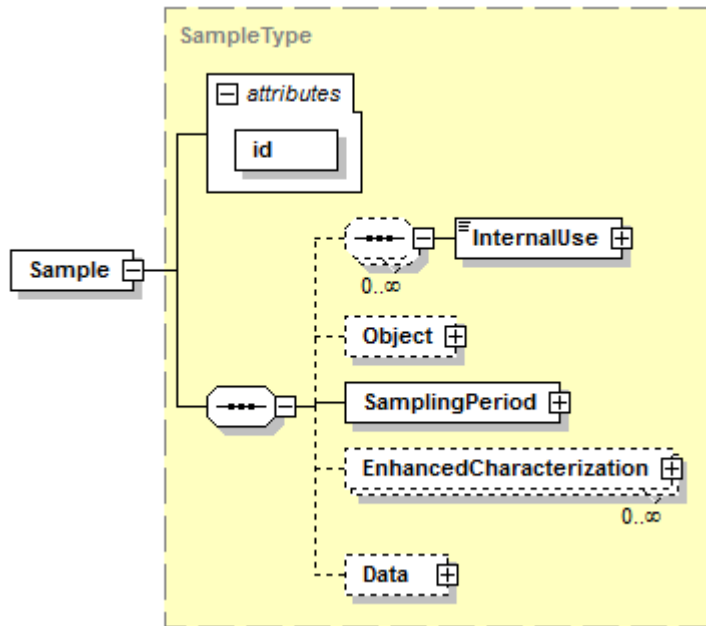 SampleType
attributes
id
InternalUse
Sample
0..∞
Object
SamplingPeriod
EnhancedCharacterization
0..∞
Data